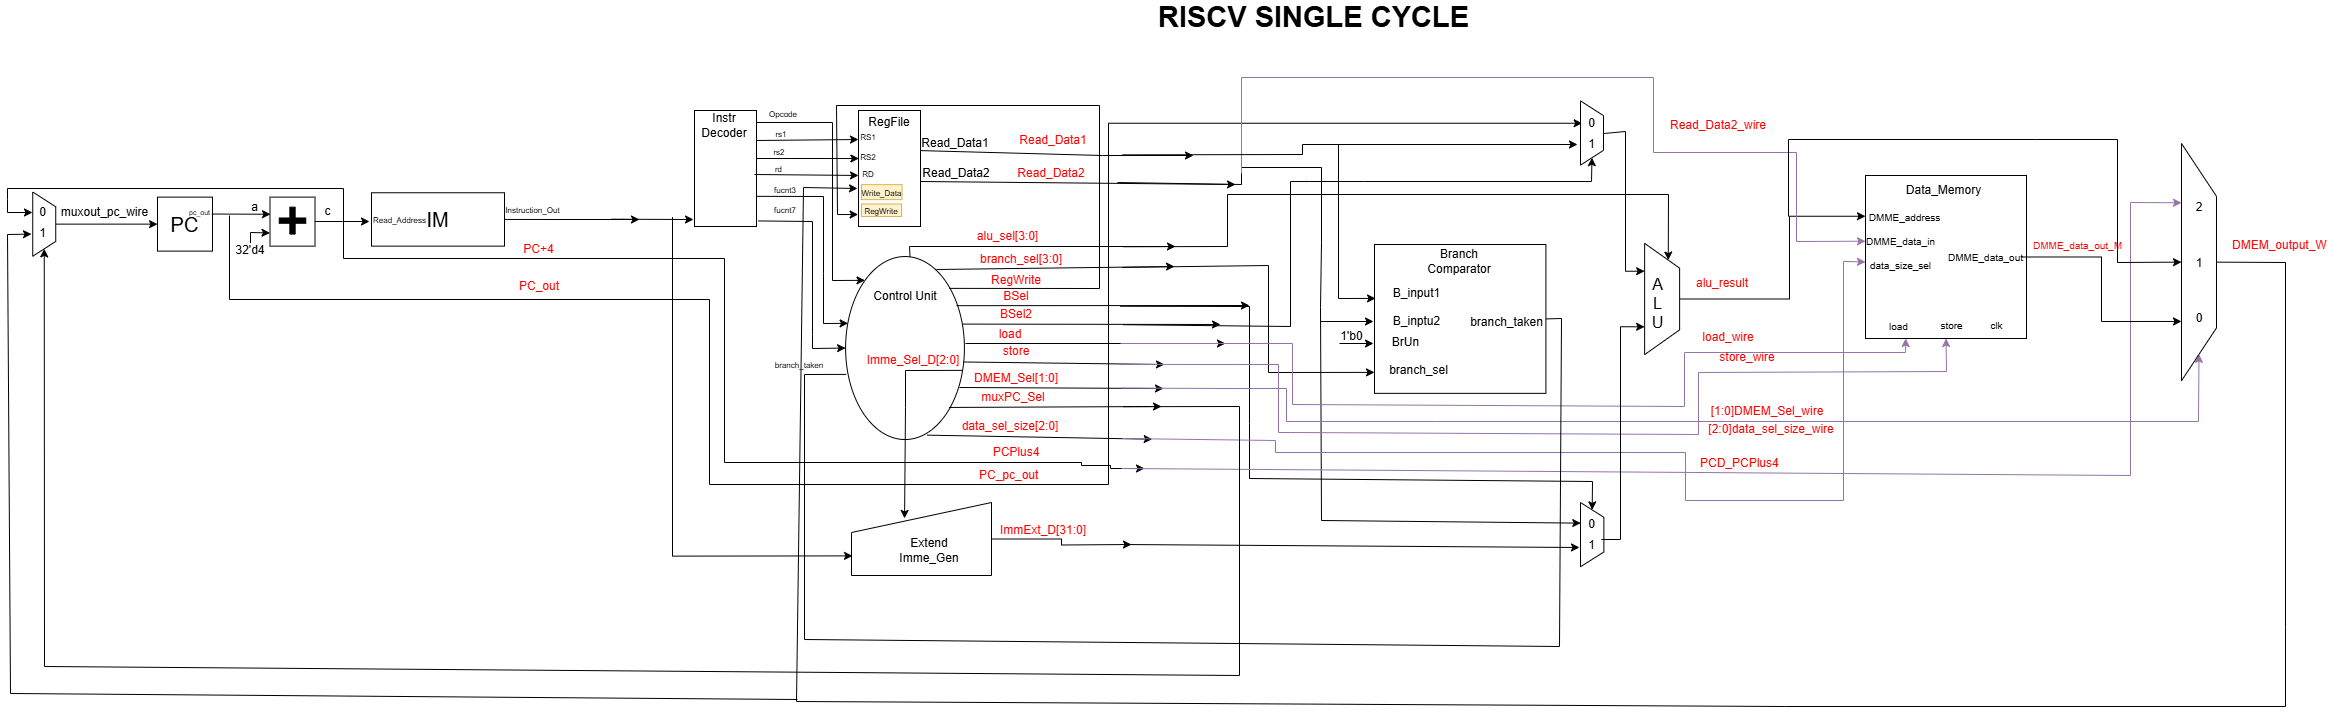 RISCV SINGLE CYCLE
0
1
muxout_pc_wire
PC
pc_out
a
32'd4
c
Read_Address
IM
Instruction_Out
PC+4
PC_out
Instr
Decoder
Opcode
rs1
rs2
rd
fucnt3
fucnt7
RegFile
RS1
RS2
RD
Write_Data
RegWrite
Read_Data1
Read_Data1
Read_Data2
Read_Data2
Control Unit
branch_taken
alu_sel[3:0]
branch_sel[3:0]
RegWrite
BSel
BSel2
load
store
Imme_Sel_D[2:0]
DMEM_Sel[1:0]
muxPC_Sel
data_sel_size[2:0]
PCPlus4
PC_pc_out
Extend
Imme_Gen
ImmExt_D[31:0]
0
1
Branch
Comparator
B_input1
B_inptu2
1'b0
BrUn
branch_sel
branch_taken
0
1
A
L
U
alu_result
Read_Data2_wire
load_wire
store_wire
[1:0]DMEM_Sel_wire
[2:0]data_sel_size_wire
PCD_PCPlus4
Data_Memory
DMME_address
DMME_data_in
data_size_sel
DMME_data_out
load
store
clk
DMME_data_out_M
2
1
0
DMEM_output_W